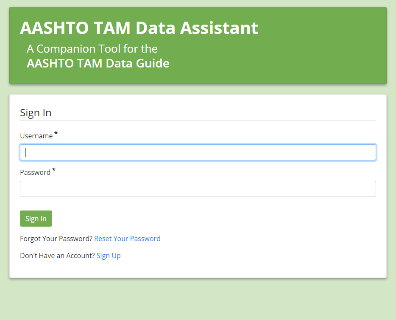 AASHTO TAM Data Assistant
A Companion Tool for the
AASHTO TAM Data Guide
Sign In
Username *
Password *
Sign In
Forgot Your Password? Reset Your Password
Don't Have an Account? Sign Up